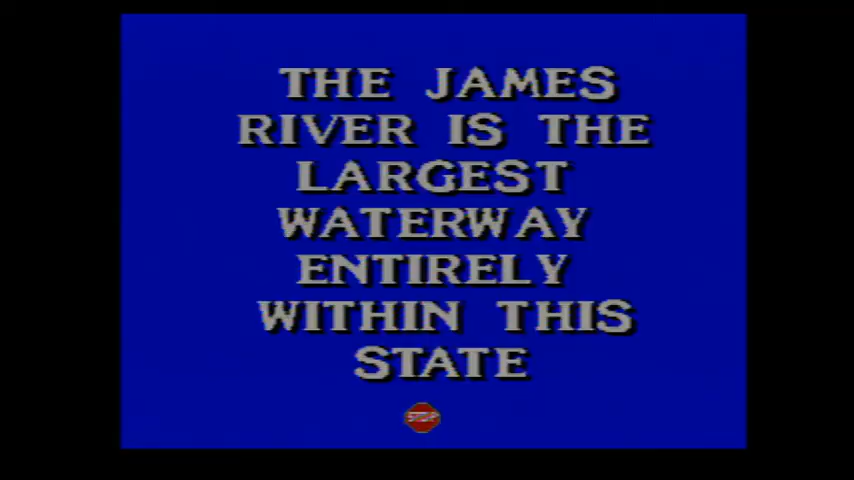 THE JAMES
RIVER IS THE
LARGEST
WATERWAY
ENTIRELY
WITHIN THIS
STATE
STOP